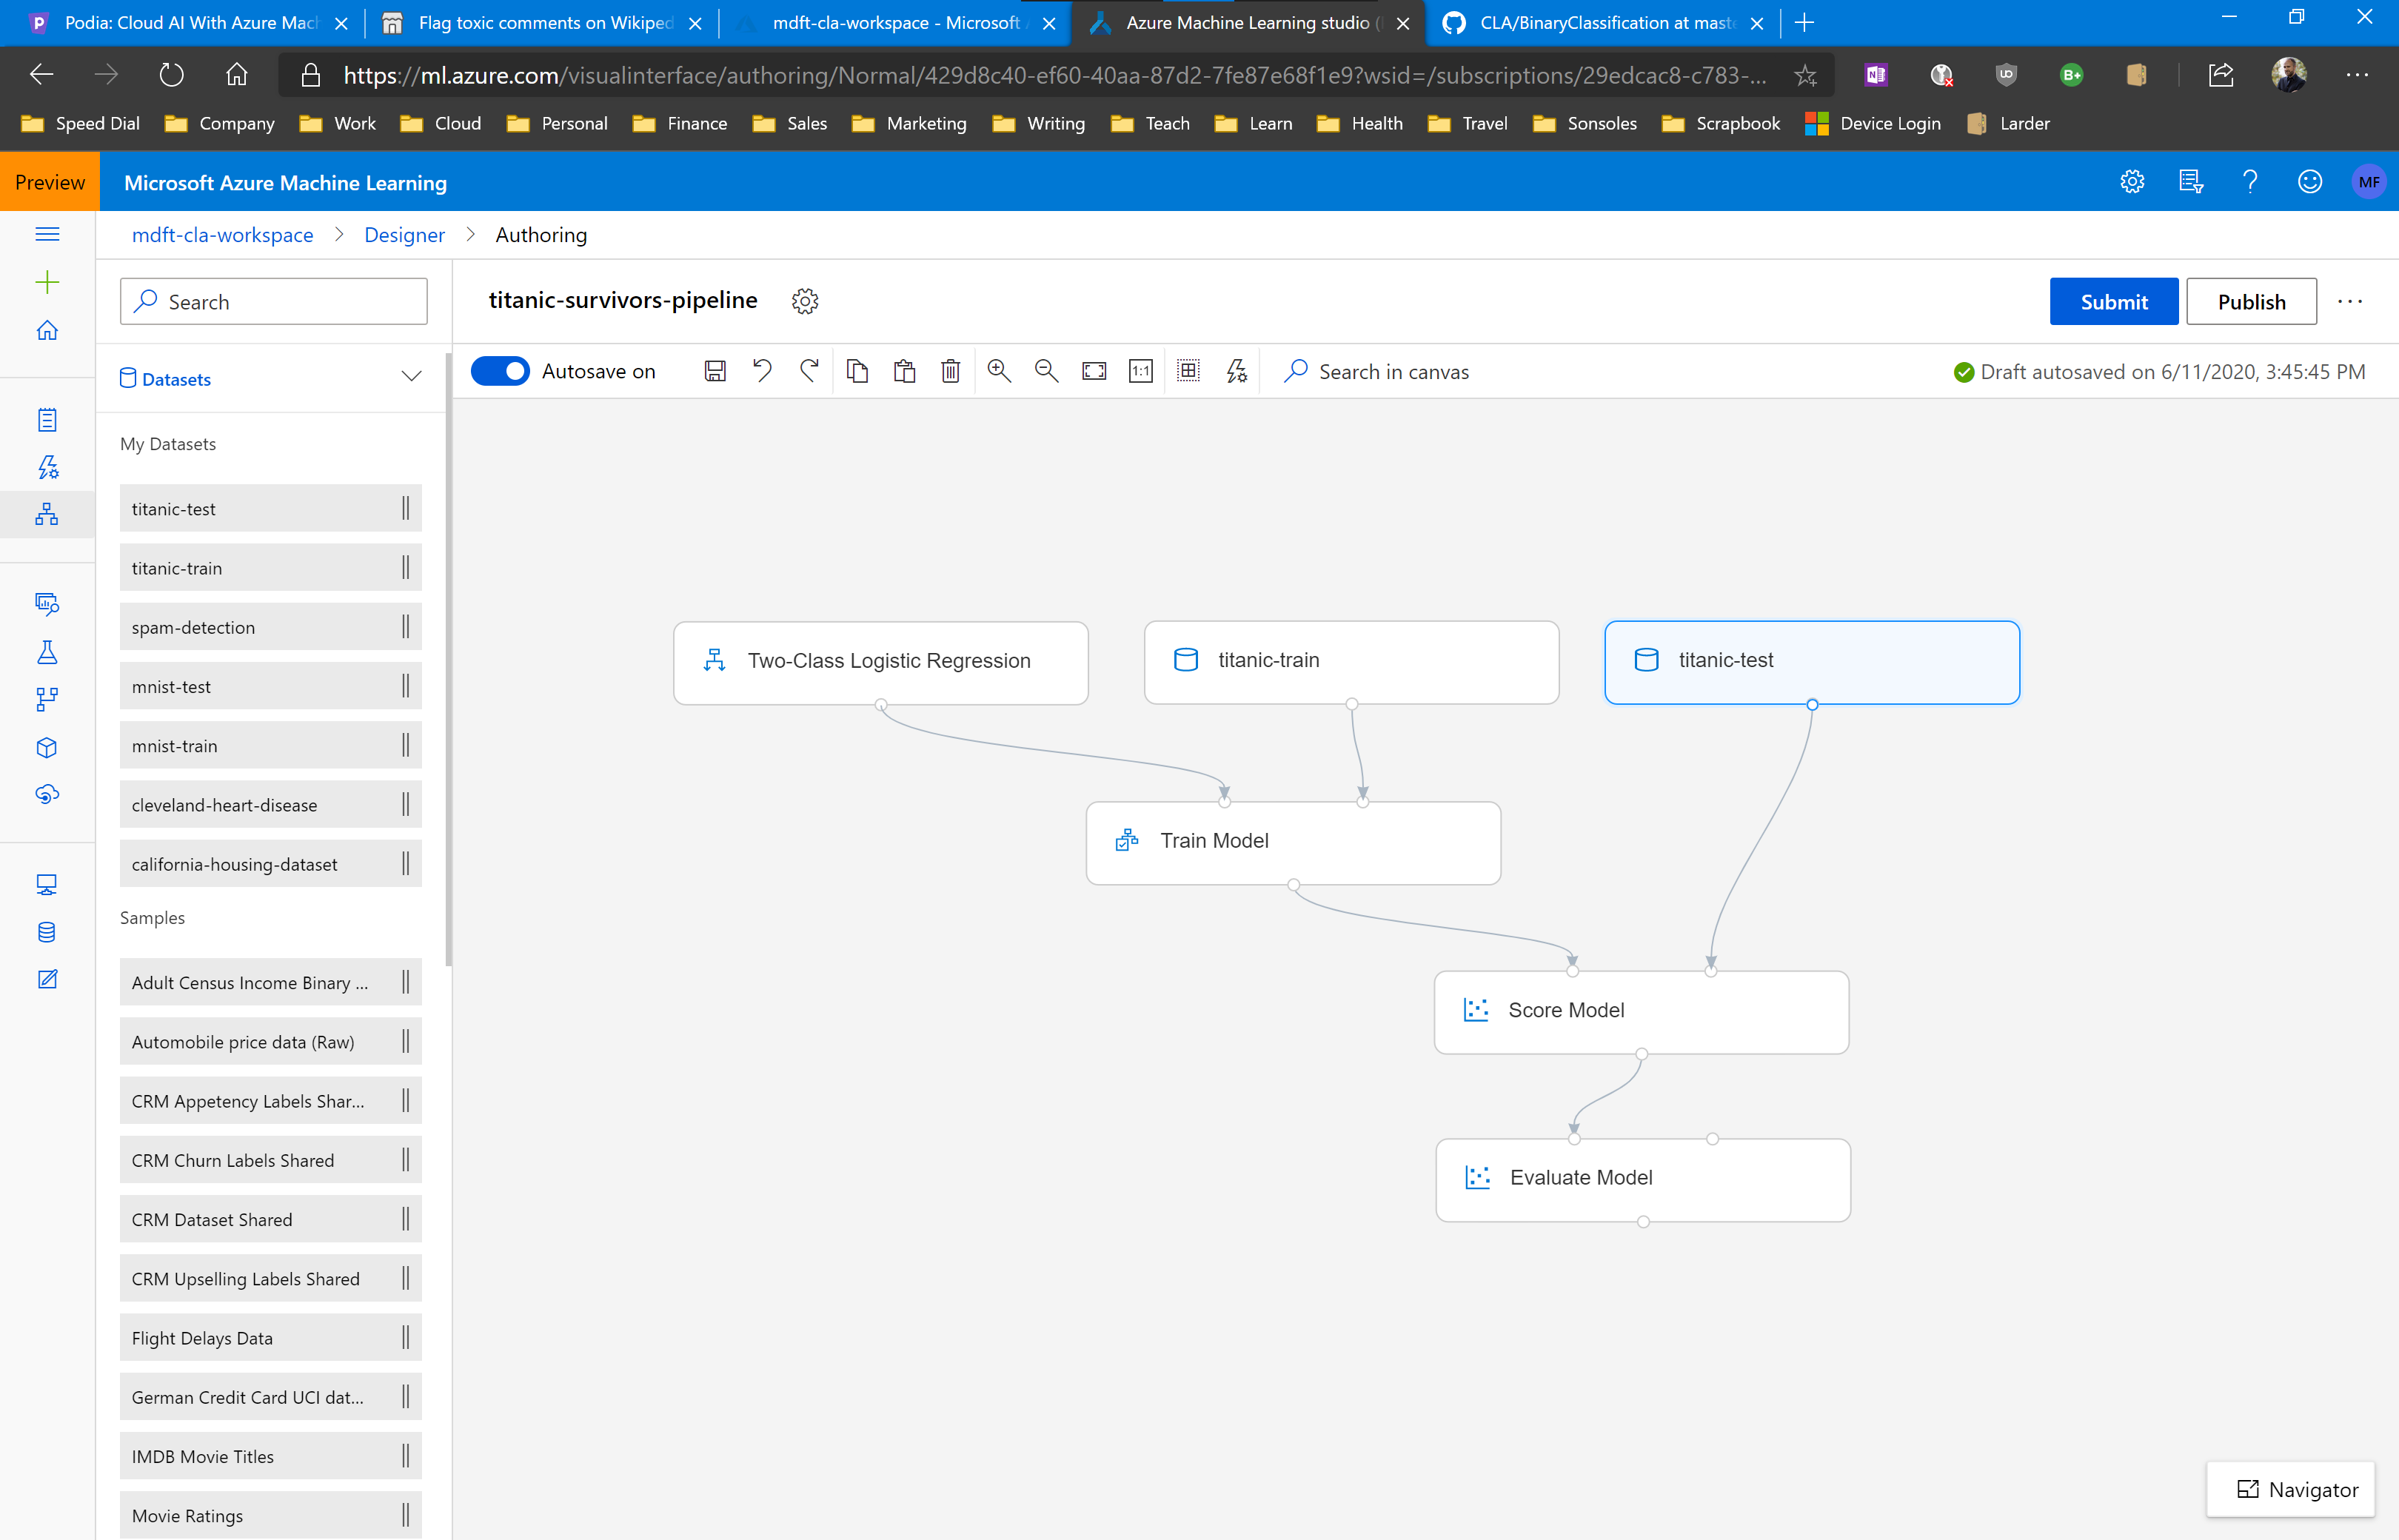 Podia: Cloud AI With Azure Mach
Flag toxic comments on Wikiped
mdft-cla-workspace - Microsoft A
Azure Machine Learning studio (
CLA/BinaryClassification at maste
https://ml.azure.com/visualinterface/authoring/Normal/429d8c40-ef60-40aa-87d2-7fe87e68f1e9?wsid=/subscriptions/29edcac8-c783-...
Speed Dial
Company
Work
Cloud
Personal
Finance
Sales
Marketing
Writing
Teach
Learn
Health
Travel
Sonsoles
Scrapbook
Device Login
Larder
Preview
Microsoft Azure Machine Learning
MF
mdft-cla-workspace > Designer > Authoring
Search
titanic-survivors-pipeline
Submit
Publish
Datasets
Autosave on
1:1
Search in canvas
Draft autosaved on 6/11/2020, 3:45:45 PM
My Datasets
titanic-test
titanic-train
spam-detection
mnist-test
mnist-train
cleveland-heart-disease
california-housing-dataset
Samples
Adult Census Income Binary ...
Automobile price data (Raw)
CRM Appetency Labels Shar...
CRM Churn Labels Shared
CRM Dataset Shared
CRM Upselling Labels Shared
Flight Delays Data
German Credit Card UCI dat...
IMDB Movie Titles
Movie Ratings
Two-Class Logistic Regression
titanic-train
titanic-test
Train Model
Score Model
Evaluate Model
Navigator